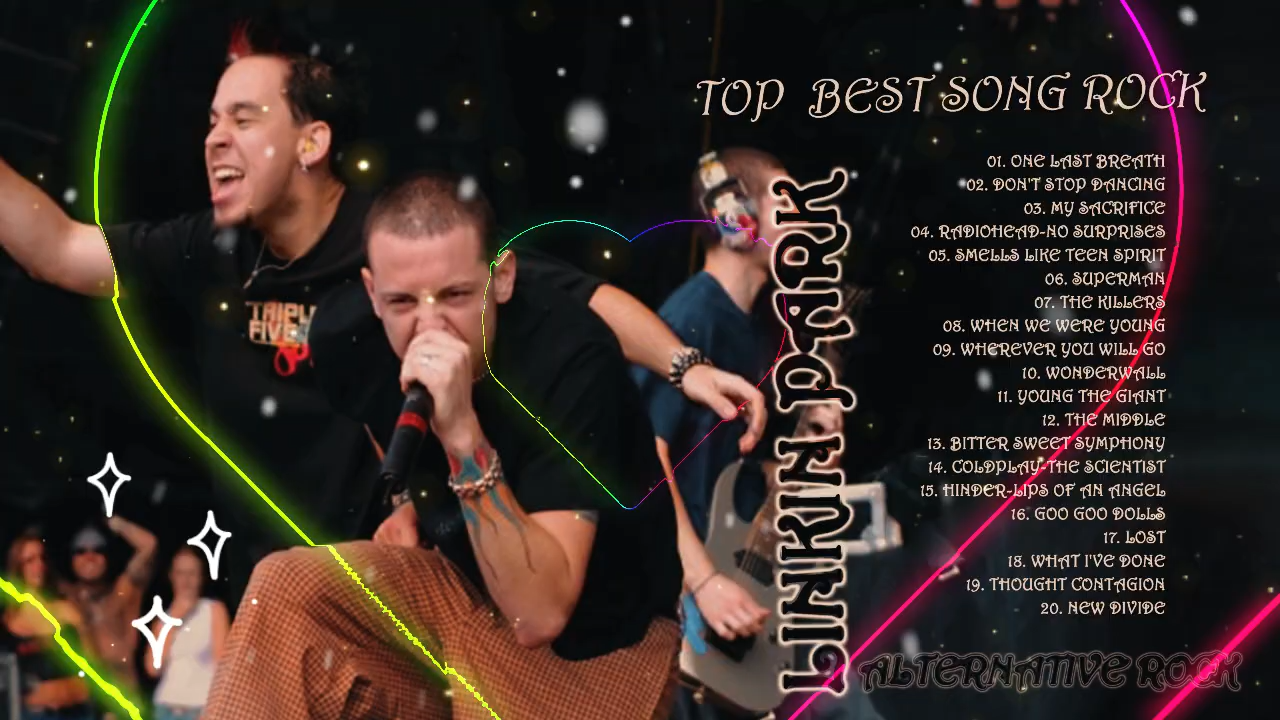 TOP BEST SONG ROCK
01. ONE LAST BREATH
02. DON'T STOP DANCING
03. MY SACRIFICE
04. RADIOHEAD-NO SURPRISES
05. SMELLS LIKE TEEN SPIRIT
06. SUPERMAN
07. THE KILLERS
08. WHEN WE WERE YOUNG
09. WHEREVER YOU WILL GO
10. WONDERWALL
11. YOUNG THE GIANT
12. THE MIDDLE
13. BITTER SWEET SYMPHONY
14. COLDPLAY-THE SCIENTIST
15. HINDER-LIPS OF AN ANGEL
16. GOO GOO DOLLS
17. LOST
18. WHAT I'VE DONE
19. THOUGHT CONTAGION
20. NEW DIVIDE
LINKIN PARK
ALTERNATIVE ROCK
TRIPLE
FIVE